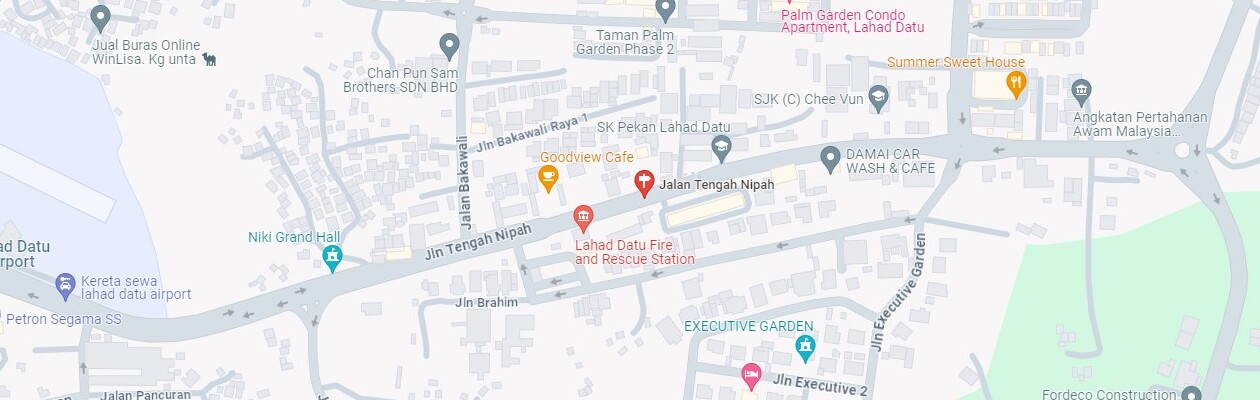 Palm Garden Condo
Apartment, Lahad Datu
Taman Palm
Garden Phase 2
Jual Buras Online
WinLisa. Kg unta 🐪
Chan Pun Sam
Brothers SDN BHD
Summer Sweet House
SJK (C) Chee Vun
Angkatan Pertahanan
Awam Malaysia...
Jln Bakawali Raya 1
SK Pekan Lahad Datu
Jalan Bakawali
Goodview Cafe
DAMAI CAR
WASH & CAFE
Jalan Tengah Nipah
Niki Grand Hall
Jln Tengah Nipah
Lahad Datu Fire
and Rescue Station
ad Datu
rport
Kereta sewa
lahad datu airport
Petron Segama SS
Jln Brahim
Jln Executive Garden
EXECUTIVE GARDEN
Jln Executive 2
Jalan Pancuran
Fordeco Construction